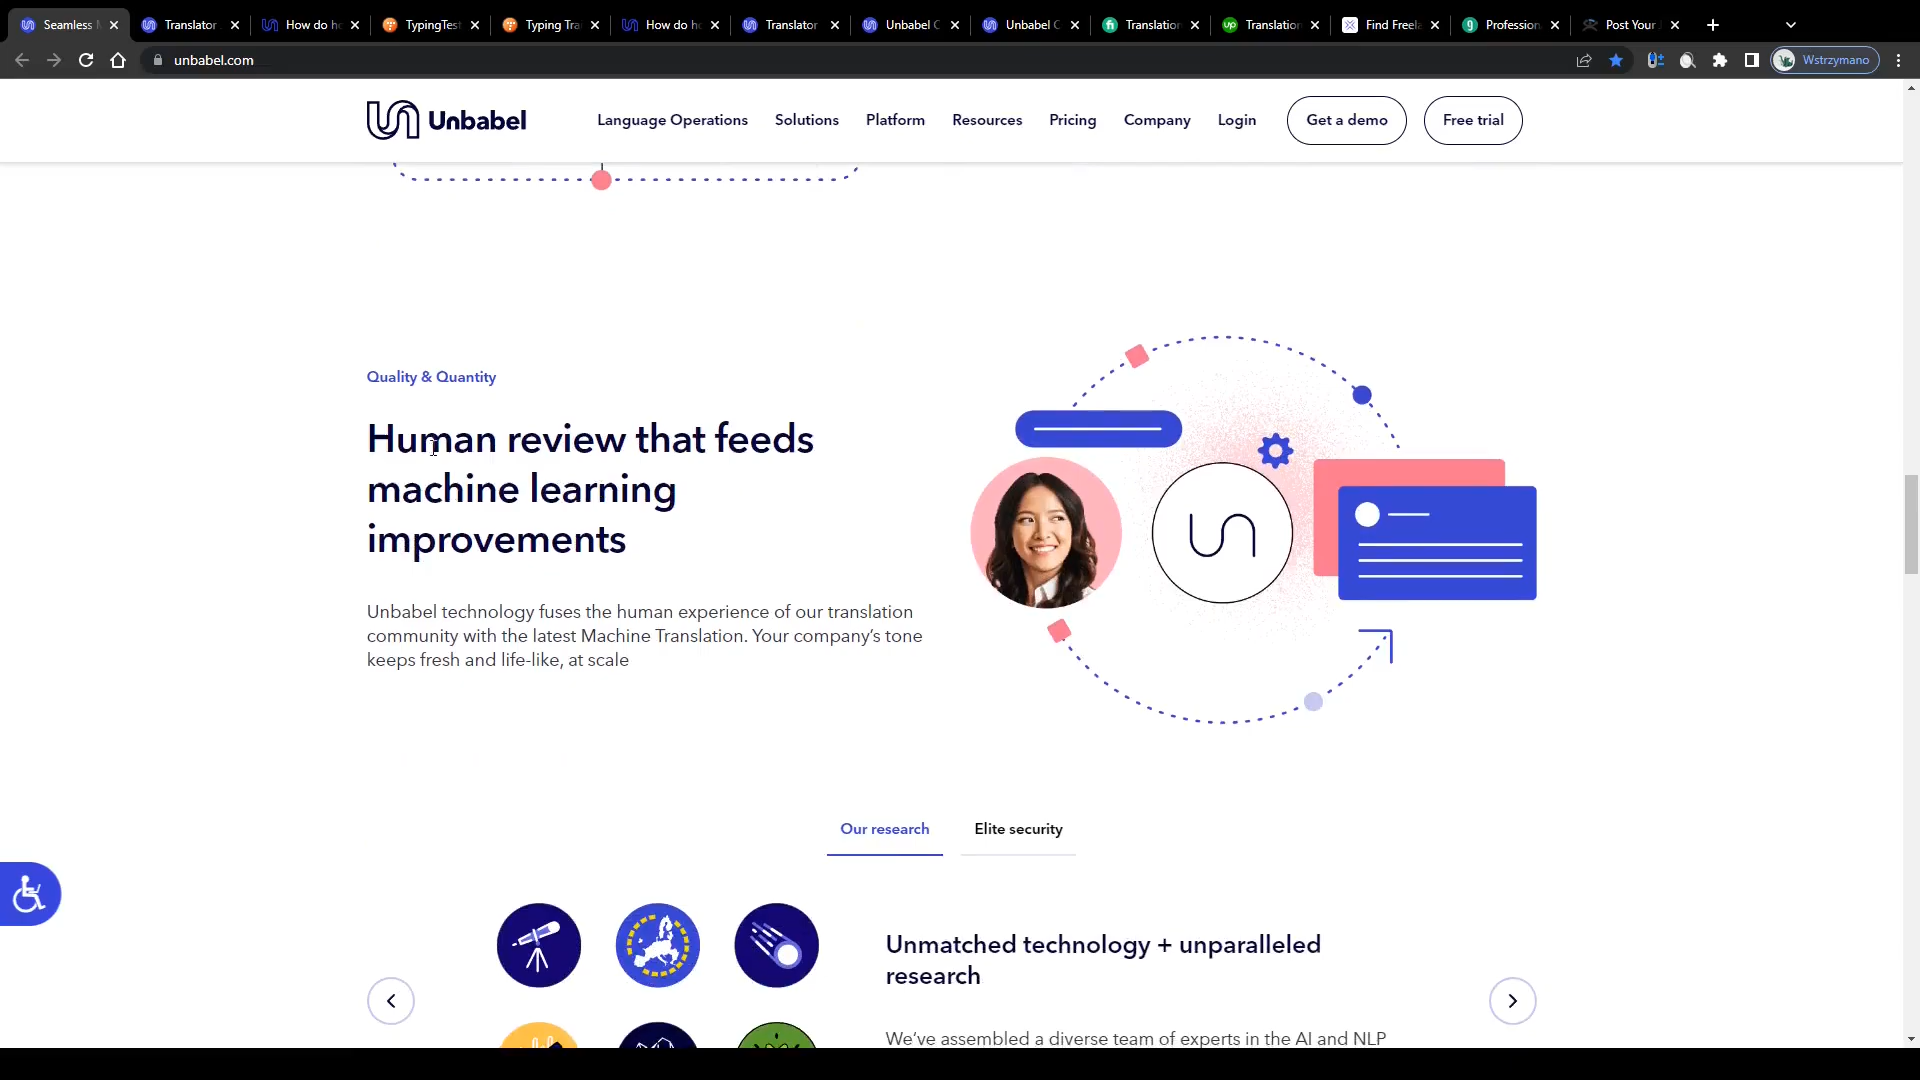 Seamless M
Translator
How do ho
TypingTes
Typing Tra
How do ho
Translator
Unbabel C
Unbabel C
Translation
Translation
Find Freela
Profession
Post Your
unbabel.com
Wstrzymano
Unbabel
Language Operations
Solutions
Platform
Resources
Pricing
Company
Login
Get a demo
Free trial
Quality & Quantity
Human review that feeds
machine learning
improvements
Unbabel technology fuses the human experience of our translation
community with the latest Machine Translation. Your company’s tone
keeps fresh and life-like, at scale
Our research
Elite security
Unmatched technology + unparalleled
research
We’ve assembled a diverse team of experts in the AI and NLP